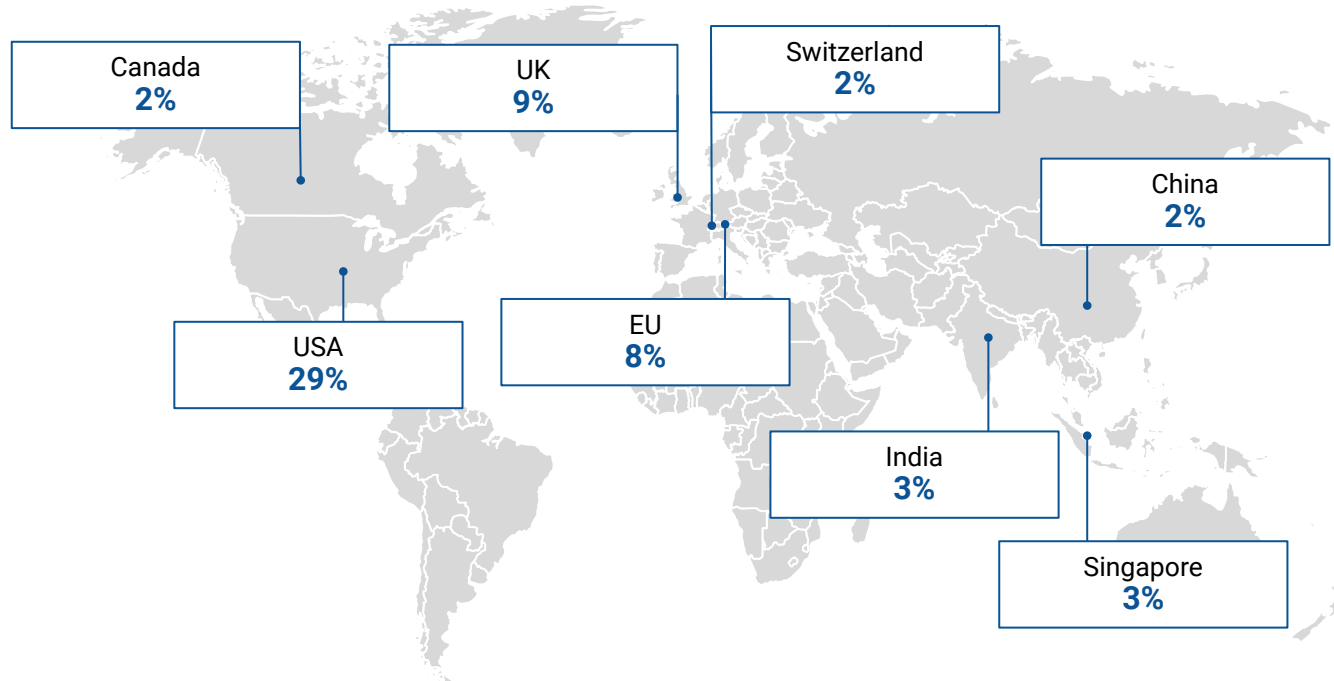 Canada
2%
UK
9%
Switzerland
2%
China
2%
USA
29%
EU
8%
India
3%
Singapore
3%